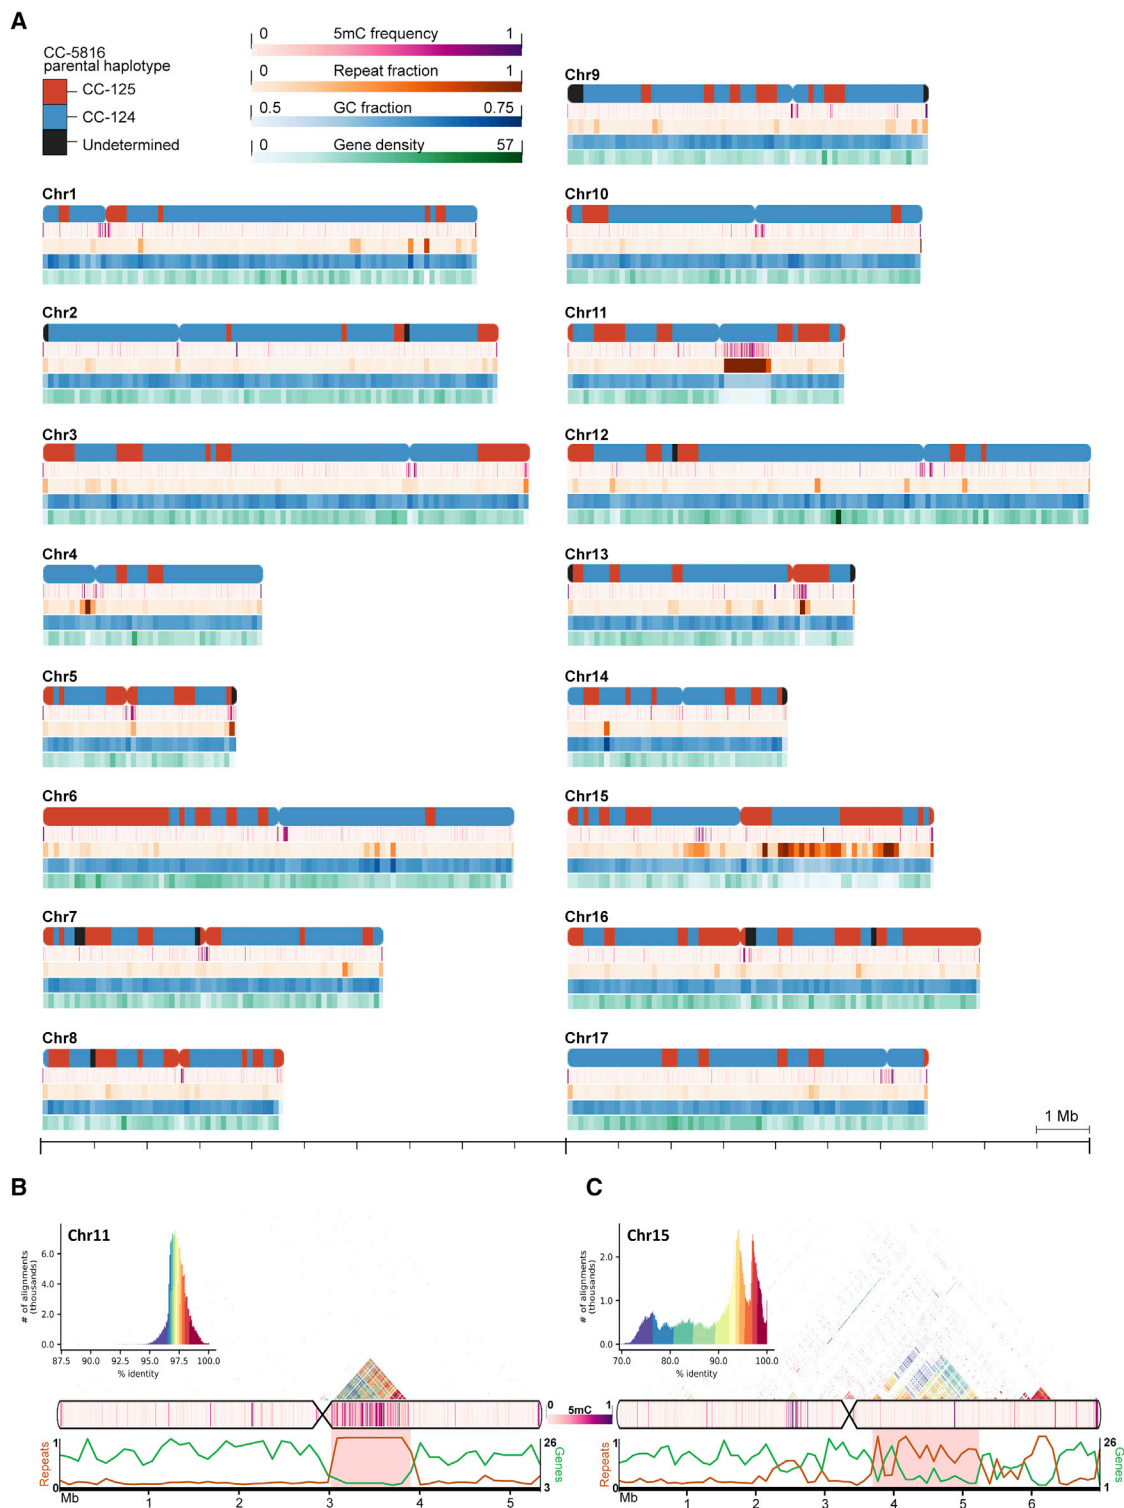 A
CC-5816
parental haplotype
CC-125
CC-124
Undetermined
0 5mC frequency 1
0 Repeat fraction 1
0.5 GC fraction 0.75
0 Gene density 57
Chr1
Chr2
Chr3
Chr4
Chr5
Chr6
Chr7
Chr8
Chr9
Chr10
Chr11
Chr12
Chr13
Chr14
Chr15
Chr16
Chr17
1 Mb
B
Chr11
# of alignments
(thousands)
6.0
4.0
2.0
0.0
87.5 90.0 92.5 95.0 97.5 100.0
% identity
0 5mC 1
Repeats
1
0
26
3
Genes
Mb 1 2 3 4 5
C
Chr15
# of alignments
(thousands)
2.0
1.0
0.0
70.0 80.0 90.0 100.0
% identity
Repeats
1
0
26
1
Genes
Mb 1 2 3 4 5 6